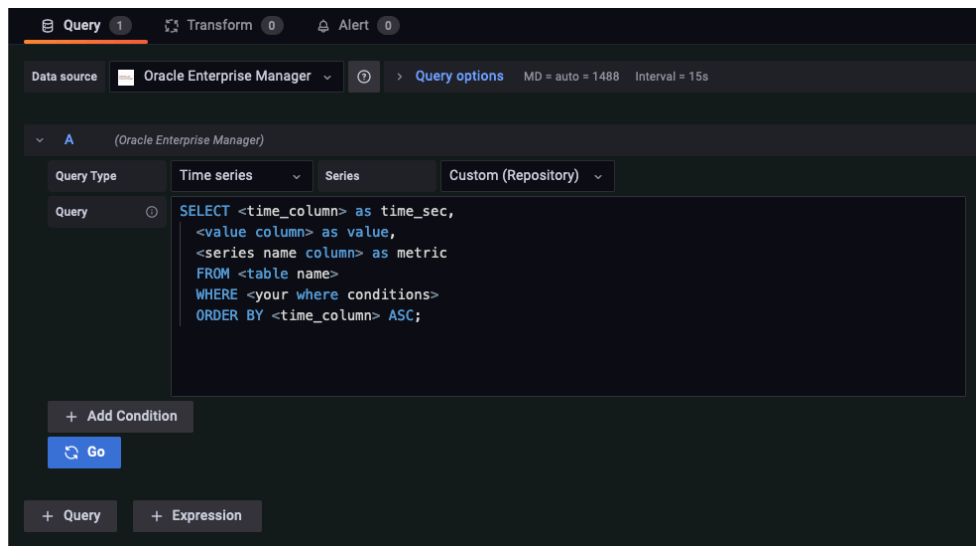 Query 1 Transform 0 Alert 0
Data source Oracle Enterprise Manager Query options MD = auto = 1488 Interval = 15s
A (Oracle Enterprise Manager)
Query Type Time series Series Custom (Repository)
Query SELECT <time_column> as time_sec,
<value column> as value,
<series name column> as metric
FROM <table name>
WHERE <your where conditions>
ORDER BY <time_column> ASC;
+ Add Condition
Go
+ Query + Expression